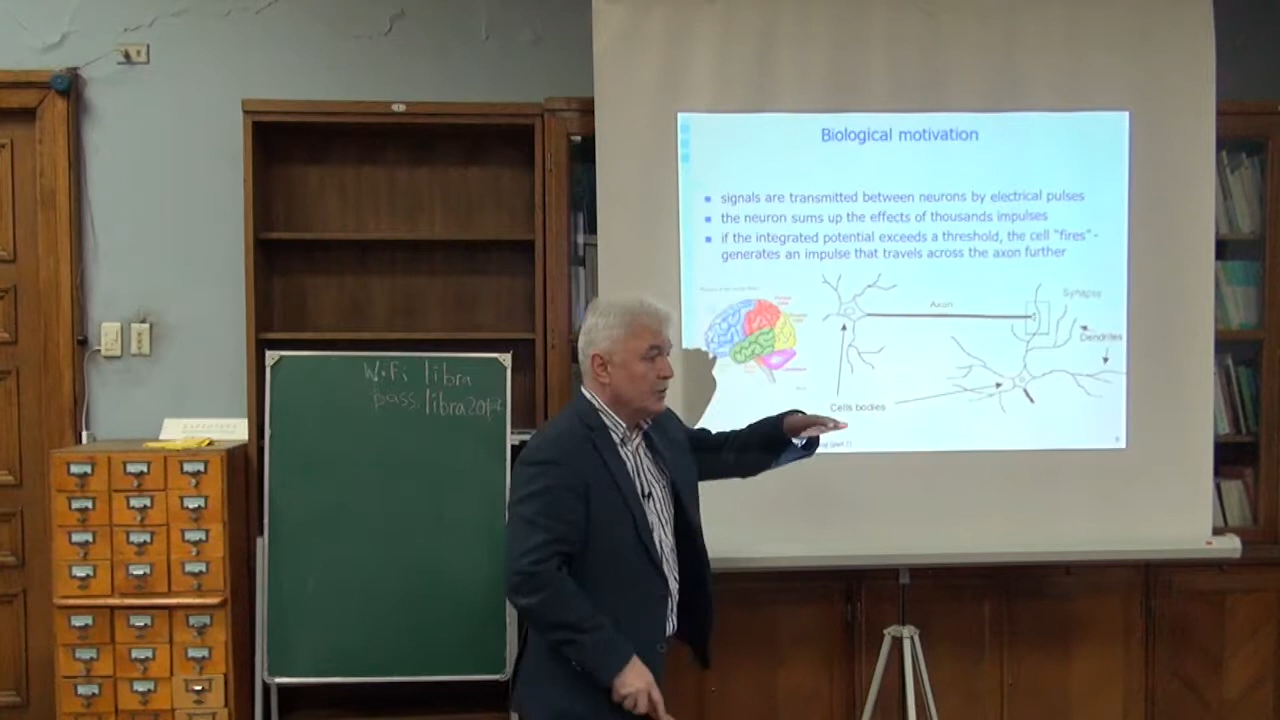 Biological motivation
signals are transmitted between neurons by electrical pulses
the neuron sums up the effects of thousands impulses
if the integrated potential exceeds a threshold, the cell "fires" -
generates an impulse that travels across the axon further
Axon
Synapse
Dendrites
Cells bodies
WiFi libra
pass. libra2017